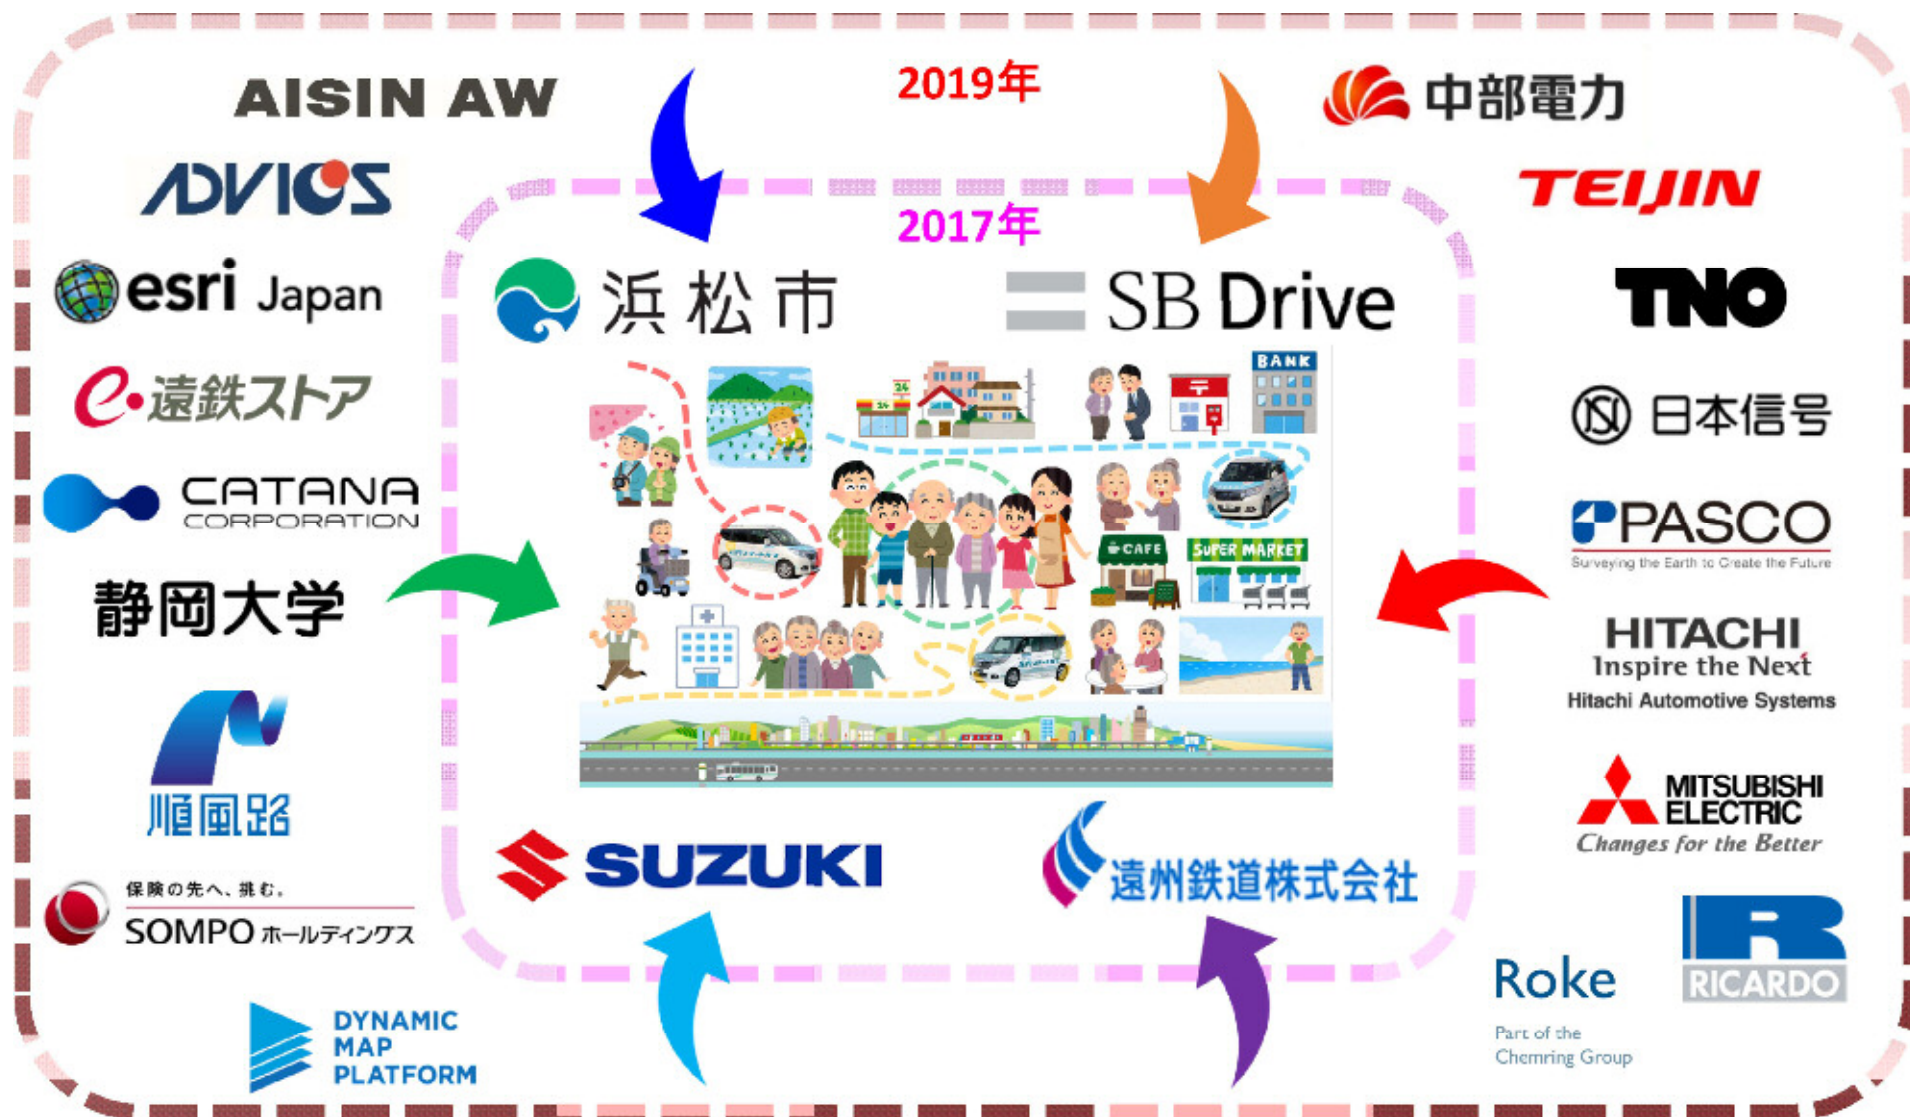 2019年
AISIN AW
中部電力
ADVICS
TEIJIN
2017年
esri Japan
浜松市
SB Drive
TNO
e・遠鉄ストア
日本信号
24
24
〒
BANK
CATANA
CORPORATION
PASCO
Surveying the Earth to Create the Future
CAFE
SUPER MARKET
静岡大学
HITACHI
Inspire the Next
Hitachi Automotive Systems
順風路
MITSUBISHI
ELECTRIC
Changes for the Better
SUZUKI
遠州鉄道株式会社
保険の先へ、挑む。
SOMPO ホールディングス
R
RICARDO
Roke
Part of the
Chemring Group
DYNAMIC
MAP
PLATFORM